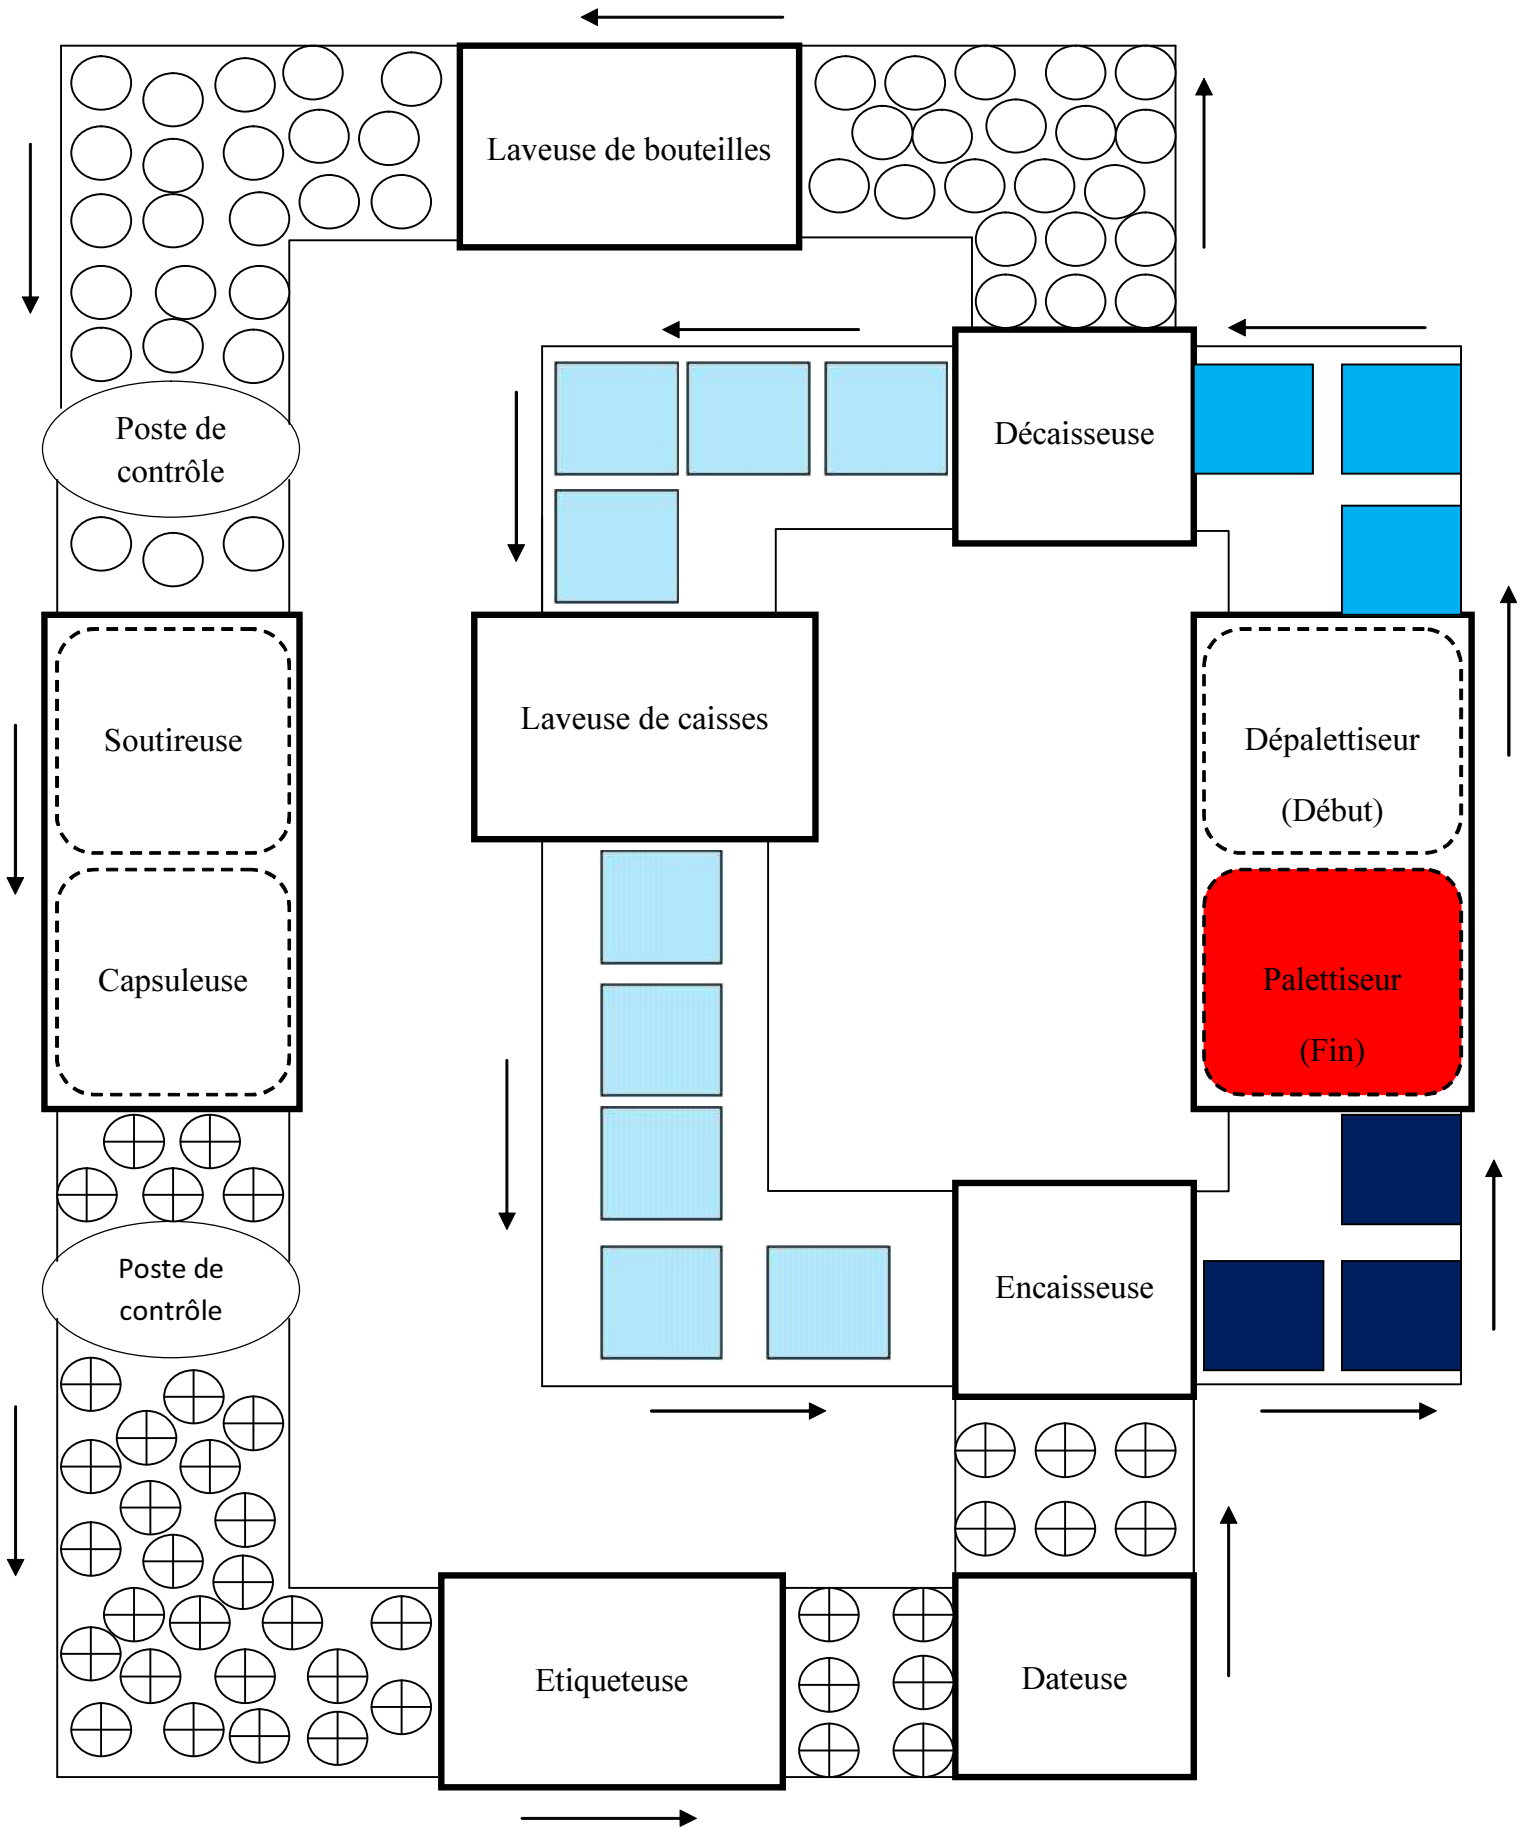 Laveuse de bouteilles
Poste de
contrôle
Décaisseuse
Soutireuse
Laveuse de caisses
Dépalettiseur
(Début)
Capsuleuse
Palettiseur
(Fin)
Poste de
contrôle
Encaisseuse
Etiqueteuse
Dateuse